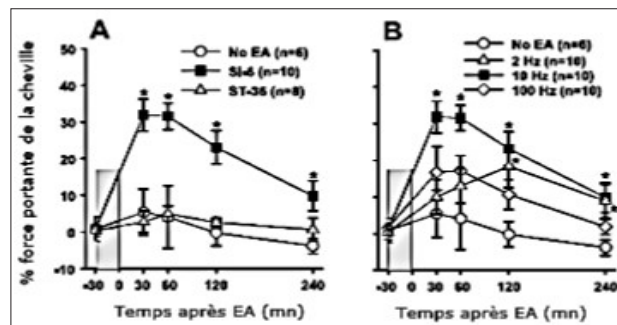 A
No EA (n=6)
SI-6 (n=10)
ST-36 (n=8)
% force portante de la cheville
50
40
30
20
10
0
-10
-30 0 30 60 120 240
Temps après EA (mn)
* * * *
B
No EA (n=6)
2 Hz (n=10)
10 Hz (n=10)
100 Hz (n=10)
-30 0 30 60 120 240
Temps après EA (mn)
* * * * * *